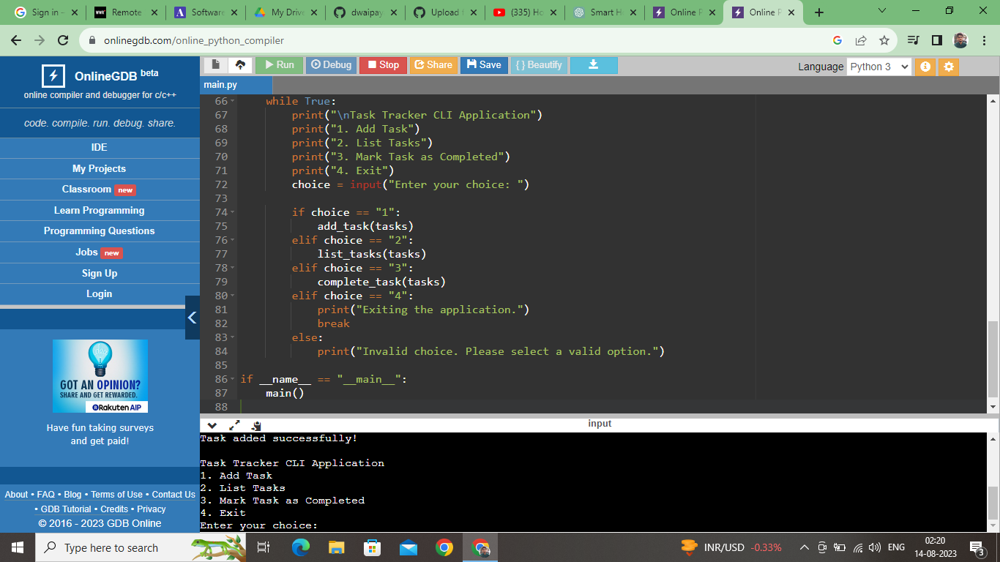 Sign in - Remote Software My Drive dwaipay Upload f (335) Ho Smart H Online P Online P
onlinegdb.com/online_python_compiler
OnlineGDB beta
online compiler and debugger for c/c++
code. compile. run. debug. share.
IDE
My Projects
Classroom new
Learn Programming
Programming Questions
Jobs new
Sign Up
Login
GOT AN OPINION?
SHARE AND GET REWARDED.
Rakuten AIP
Have fun taking surveys
and get paid!
About • FAQ • Blog • Terms of Use • Contact Us
• GDB Tutorial • Credits • Privacy
© 2016 - 2023 GDB Online
Run Debug Stop Share Save { } Beautify
Language Python 3
main.py
66 while True:
67 print("\nTask Tracker CLI Application")
68 print("1. Add Task")
69 print("2. List Tasks")
70 print("3. Mark Task as Completed")
71 print("4. Exit")
72 choice = input("Enter your choice: ")
73
74 if choice == "1":
75 add_task(tasks)
76 elif choice == "2":
77 list_tasks(tasks)
78 elif choice == "3":
79 complete_task(tasks)
80 elif choice == "4":
81 print("Exiting the application.")
82 break
83 else:
84 print("Invalid choice. Please select a valid option.")
85
86 if __name__ == "__main__":
87 main()
88
input
Task added successfully!
Task Tracker CLI Application
1. Add Task
2. List Tasks
3. Mark Task as Completed
4. Exit
Enter your choice:
Type here to search
INR/USD -0.33%
ENG
02:20
14-08-2023
3